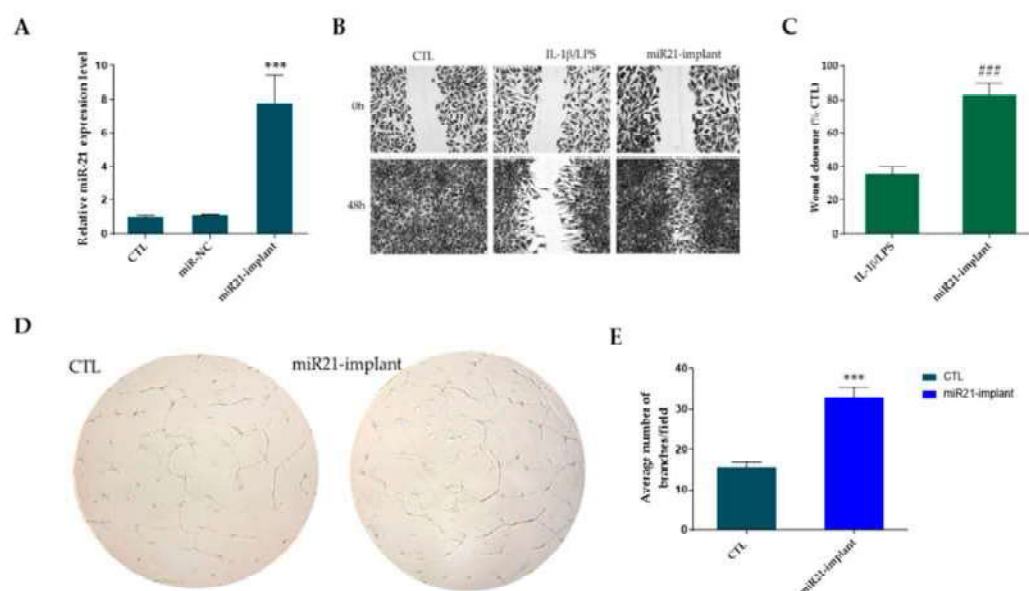 A
Relative miR-21 expression level
10
8
6
4
2
0
***
CTL
miR-NC
miR21-implant
B
CTL
IL-1β/LPS
miR21-implant
0h
48h
C
Wound closure (% CTL)
100
80
60
40
20
0
###
IL-1β/LPS
miR21-implant
D
CTL
miR21-implant
E
Average number of
branches/field
40
30
20
10
0
***
CTL
miR21-implant
CTL
miR21-implant